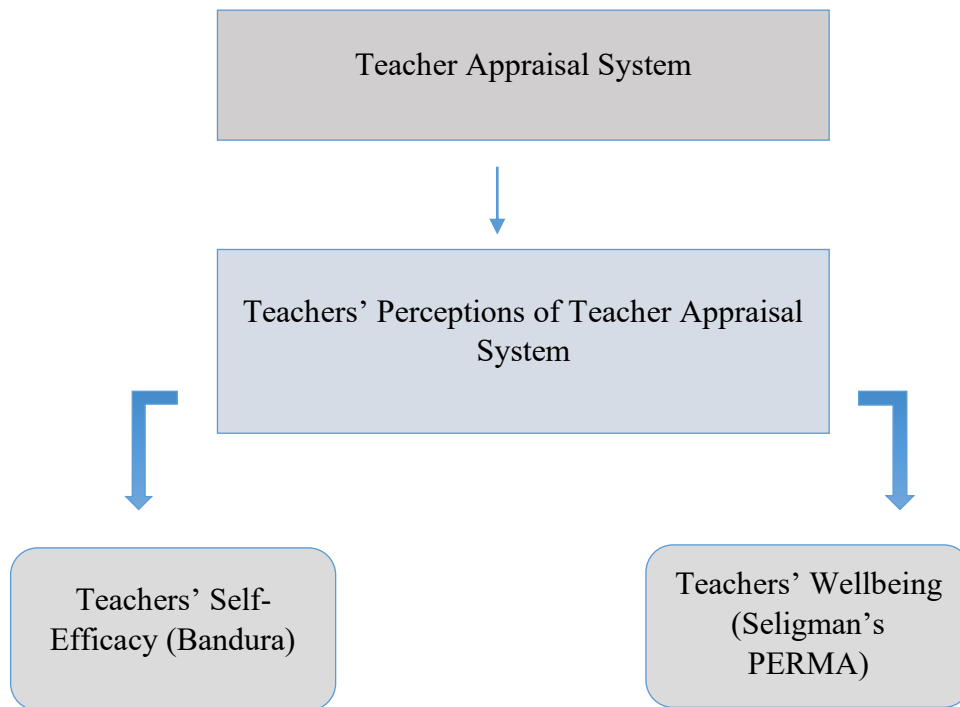 Teacher Appraisal System
Teachers’ Perceptions of Teacher Appraisal
System
Teachers’ Self-
Efficacy (Bandura)
Teachers’ Wellbeing
(Seligman’s
PERMA)